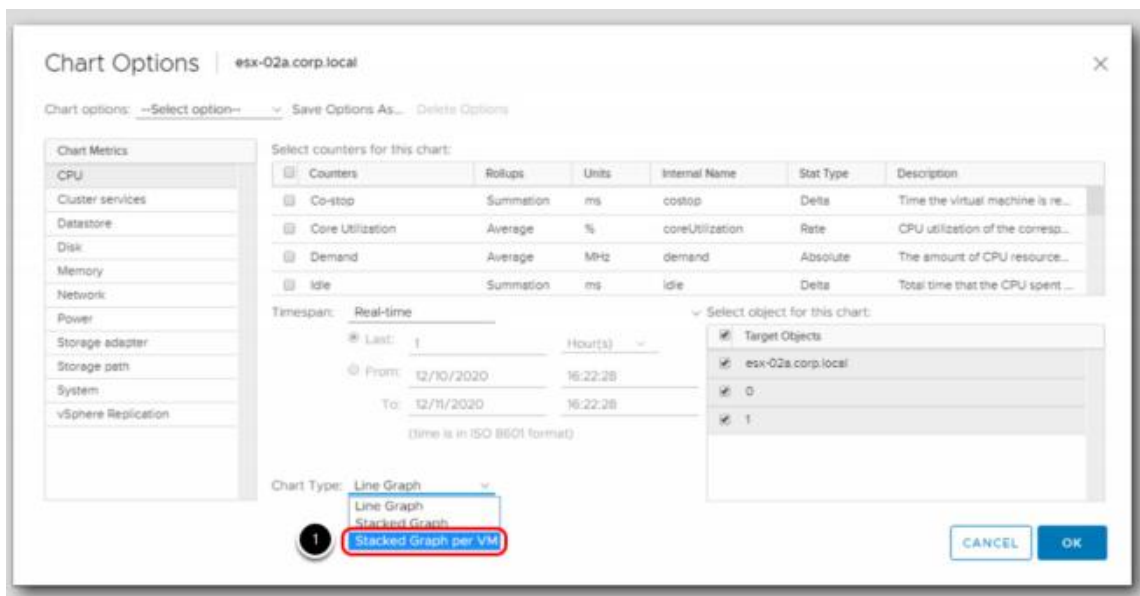 Chart Options | esx-02a.corp.local
Chart options: --Select option-- Save Options As... Delete Options
Chart Metrics
CPU
Cluster services
Datastore
Disk
Memory
Network
Power
Storage adapter
Storage path
System
vSphere Replication
Select counters for this chart:
Counters Rollups Units Internal Name Stat Type Description
Co-stop Summation ms costop Delta Time the virtual machine is re...
Core Utilization Average % coreUtilization Rate CPU utilization of the corresp...
Demand Average MHz demand Absolute The amount of CPU resource...
Idle Summation ms idle Delta Total time that the CPU spent ...
Timespan: Real-time
Last: 1 Hour(s)
From: 12/10/2020 16:22:28
To: 12/11/2020 16:22:28
(time is in ISO 8601 format)
Select object for this chart:
Target Objects
esx-02a.corp.local
0
1
Chart Type: Line Graph
Line Graph
Stacked Graph
1 Stacked Graph per VM
CANCEL OK